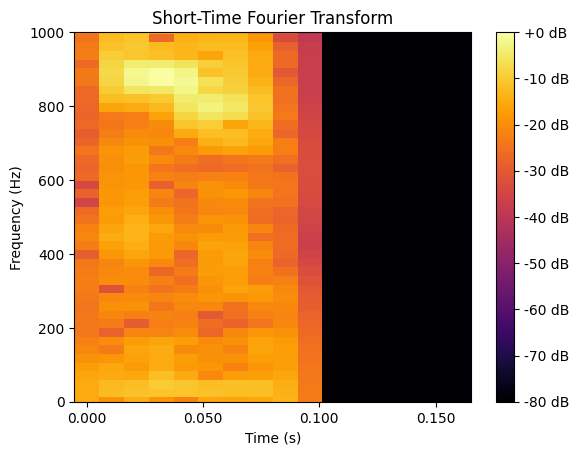 Short-Time Fourier Transform
Frequency (Hz)
1000
800
600
400
200
0
0.000
0.050
0.100
0.150
Time (s)
+0 dB
-10 dB
-20 dB
-30 dB
-40 dB
-50 dB
-60 dB
-70 dB
-80 dB